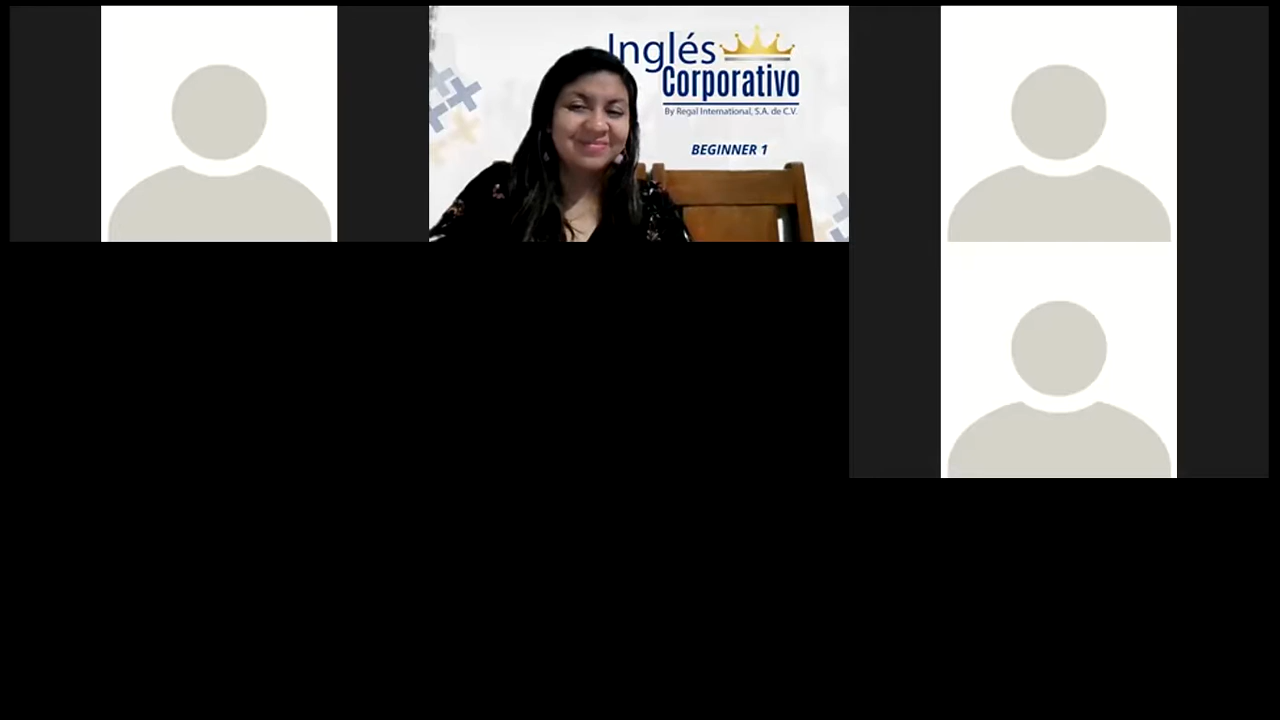 Inglés
Corporativo
By Regal International, S.A. de C.V.
BEGINNER 1